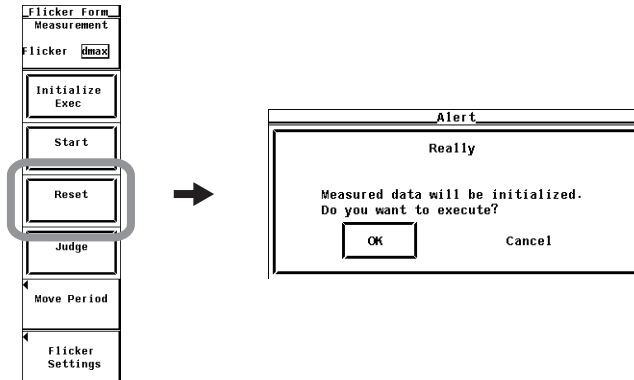 Flicker Form
Measurement
Flicker dmax
Initialize
Exec
Start
Reset
Judge
Move Period
Flicker
Settings
Alert
Really
Measured data will be initialized.
Do you want to execute?
OK Cancel